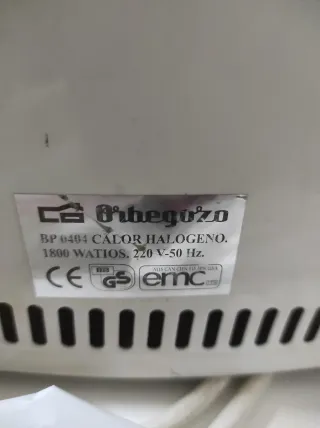 Orbegozo
BP 0404 CALOR HALOGENO.
1800 WATIOS. 220 V-50 Hz.
CE GS emc